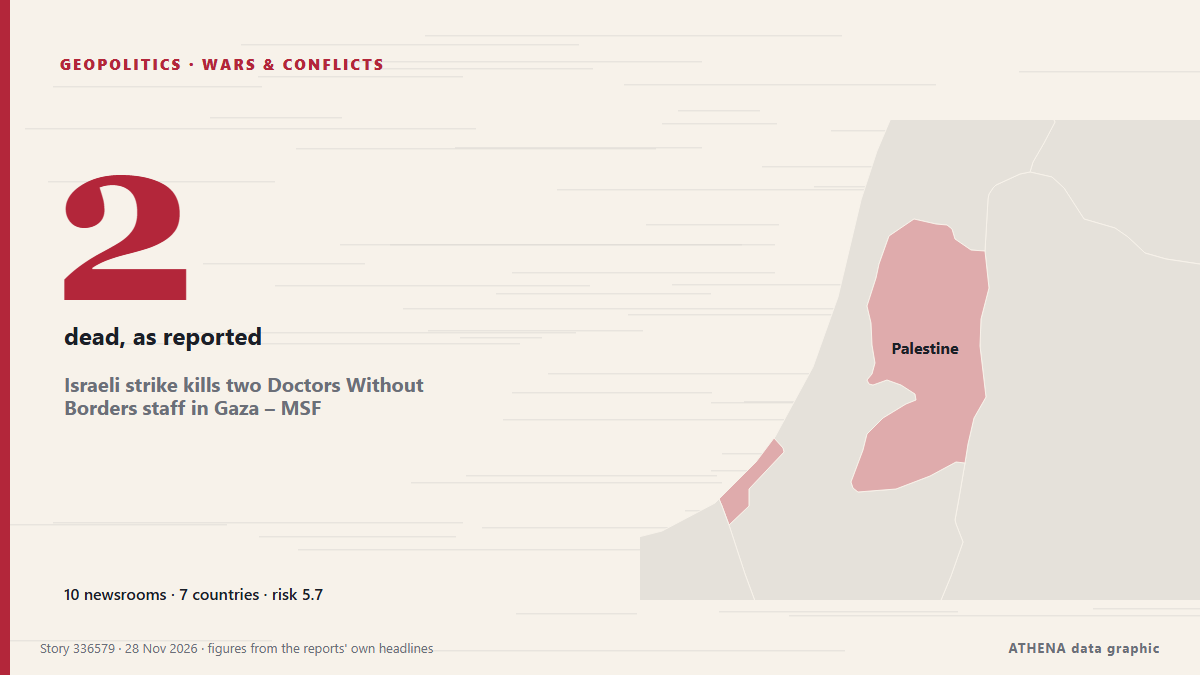 GEOPOLITICS · WARS & CONFLICTS
2
dead, as reported
Israeli strike kills two Doctors Without
Borders staff in Gaza – MSF
Palestine
10 newsrooms · 7 countries · risk 5.7
Story 336579 · 28 Nov 2026 · figures from the reports' own headlines
ATHENA data graphic